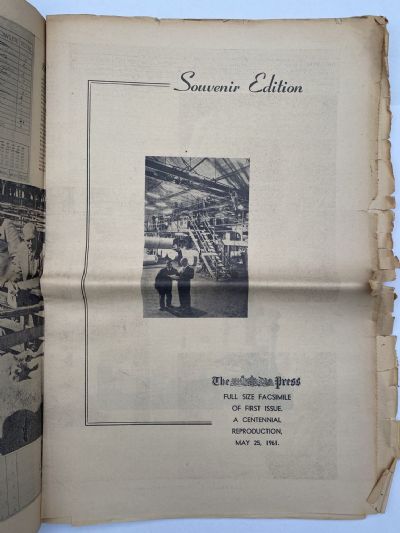 Souvenir Edition
The Press
FULL SIZE FACSIMILE
OF FIRST ISSUE.
A CENTENNIAL
REPRODUCTION,
MAY 25, 1961.